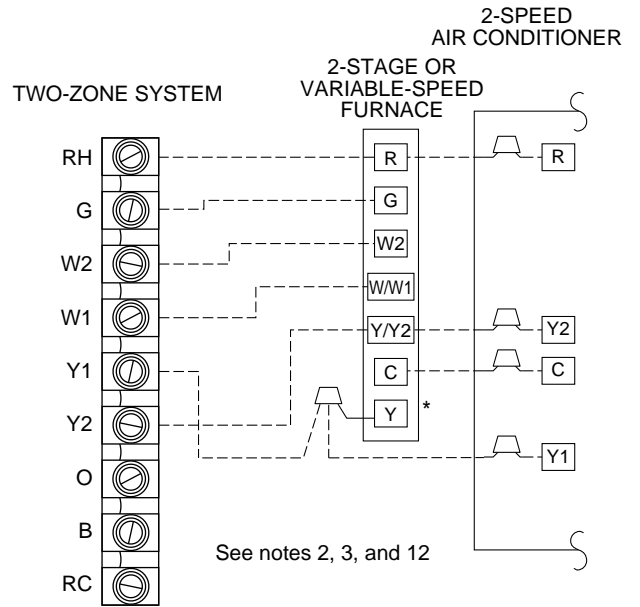 2-SPEED
AIR CONDITIONER
2-STAGE OR
VARIABLE-SPEED
FURNACE
TWO-ZONE SYSTEM
RH
R
R
G
G
W2
W2
W1
W/W1
Y/Y2
Y2
Y1
C
C
Y2
Y
*
Y1
O
B
See notes 2, 3, and 12
RC